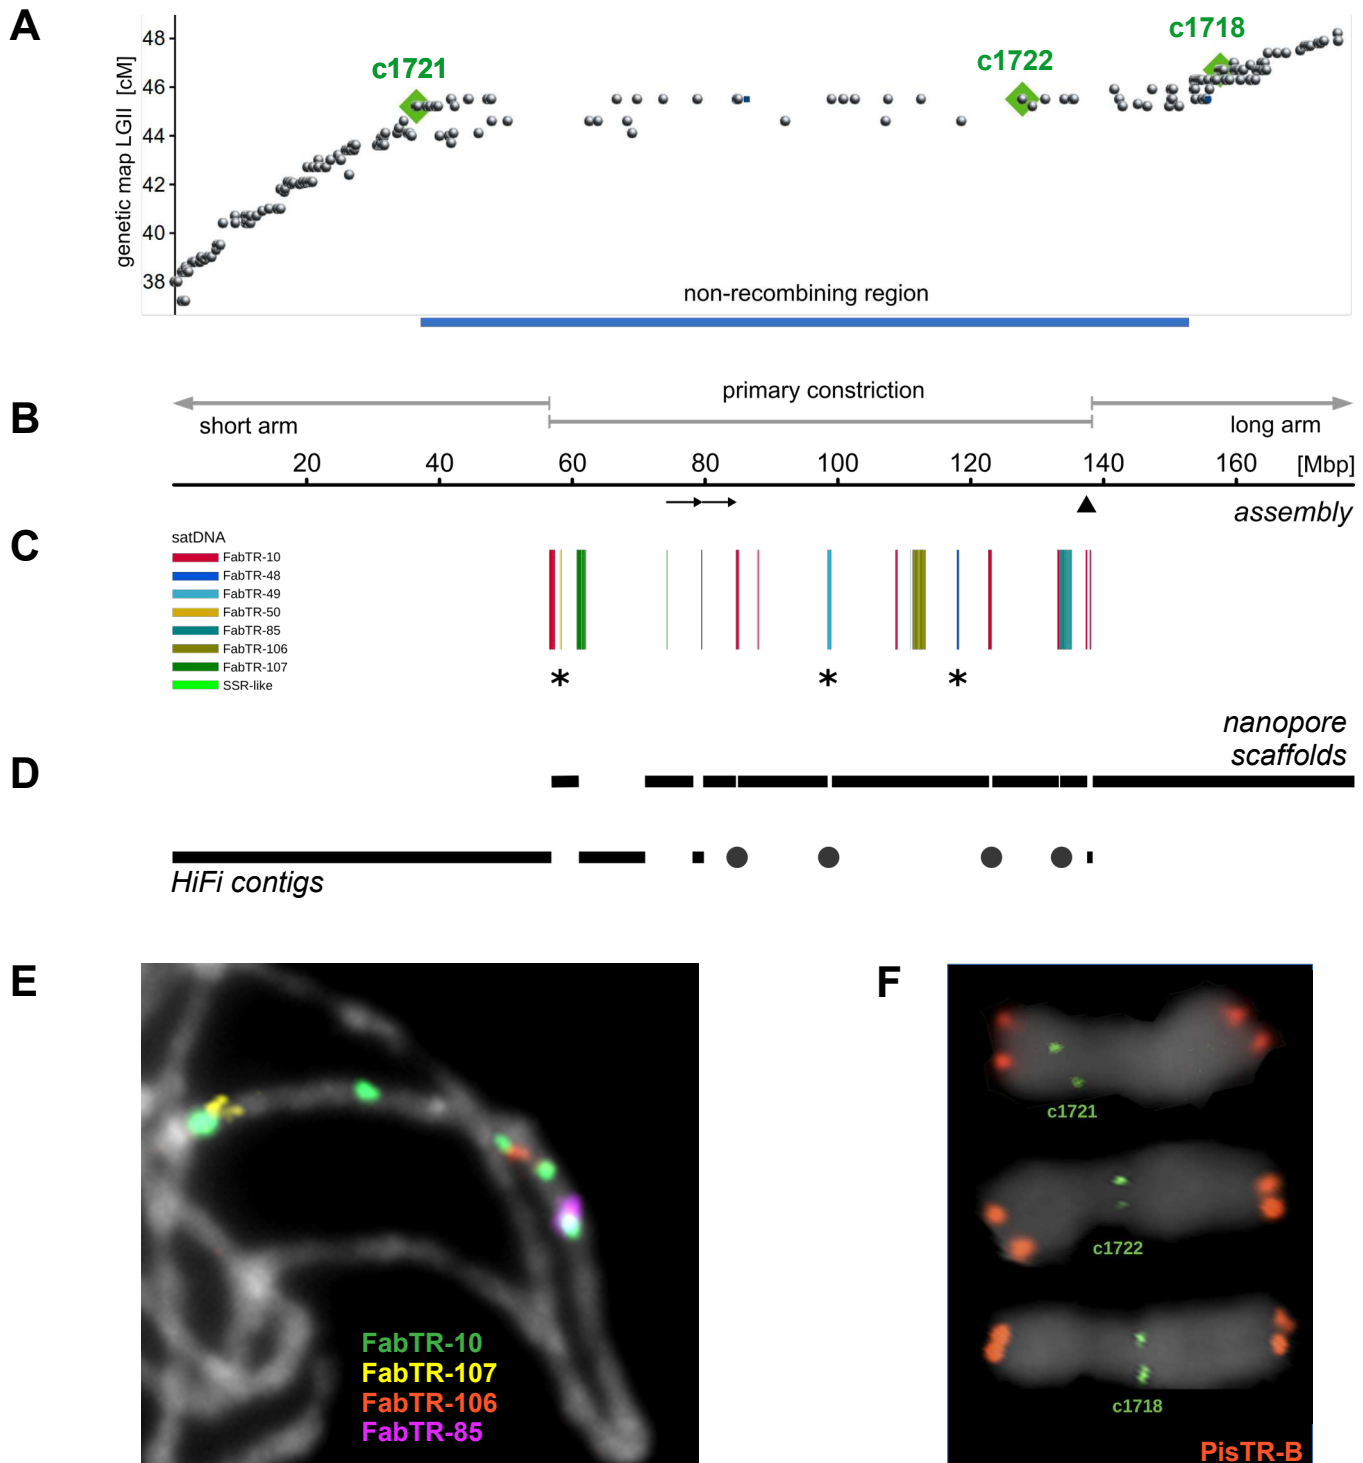 A
genetic map LGII [cM]
48
46
44
42
40
38
c1721
c1722
c1718
non-recombining region
B
primary constriction
short arm
long arm
20 40 60 80 100 120 140 160 [Mbp]
assembly
C
satDNA
FabTR-10
FabTR-48
FabTR-49
FabTR-50
FabTR-85
FabTR-106
FabTR-107
SSR-like
* * *
nanopore
scaffolds
D
HiFi contigs
E
FabTR-10
FabTR-107
FabTR-106
FabTR-85
F
c1721
c1722
c1718
PisTR-B